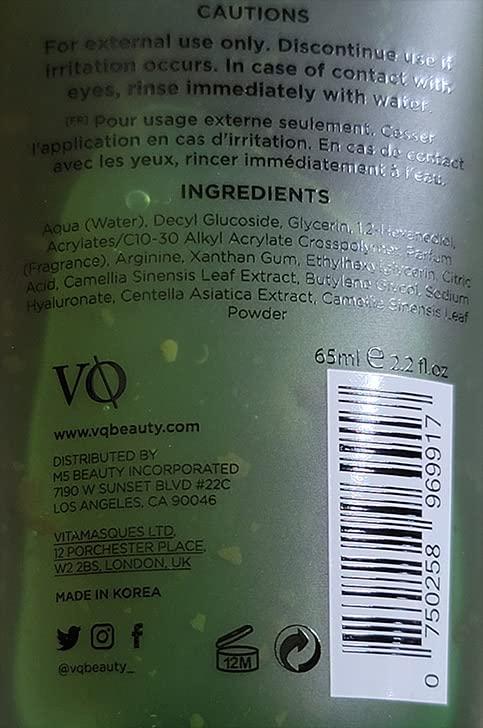 CAUTIONS
For external use only. Discontinue use if
irritation occurs. In case of contact with
eyes, rinse immediately with water.
[FR] Pour usage externe seulement. Cesser
l'application en cas d'irritation. En cas de contact
avec les yeux, rincer immédiatement à l'eau.
INGREDIENTS
Aqua (Water), Decyl Glucoside, Glycerin, 1,2-Hexanediol,
Acrylates/C10-30 Alkyl Acrylate Crosspolymer, Parfum
(Fragrance), Arginine, Xanthan Gum, Ethylhexylglycerin, Citric
Acid, Camellia Sinensis Leaf Extract, Butylene Glycol, Sodium
Hyaluronate, Centella Asiatica Extract, Camellia Sinensis Leaf
Powder
65ml e 2.2 fl.oz
VQ
www.vqbeauty.com
DISTRIBUTED BY
M5 BEAUTY INCORPORATED
7190 W SUNSET BLVD #22C
LOS ANGELES, CA 90046
VITAMASQUES LTD,
12 PORCHESTER PLACE,
W2 2BS, LONDON, UK
MADE IN KOREA
@vqbeauty_
12M
0 750258 969917